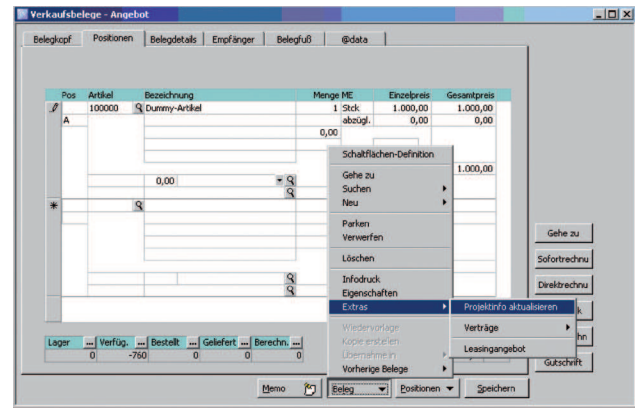 Verkaufsbelege - Angebot
Belegkopf Positionen Belegdetails Empfänger Belegfuß @data
Pos Artikel Bezeichnung Menge ME Einzelpreis Gesamtpreis
100000 Dummy-Artikel 1 Stck 1.000,00 1.000,00
A abzügl. 0,00 0,00
0,00
Schaltflächen-Definition
1.000,00
Gehe zu
0,00
Suchen
Neu
Parken
Verwerfen
Gehe zu
Löschen
Sofortrechnu
Infodruck
Direktrechnu
Eigenschaften
Extras Projektinfo aktualisieren k
Wiedervorlage Verträge
hn
Lager ... Verfüg. ... Bestellt ... Geliefert ... Berechn. ...
Kopie erstellen Leasingangebot
0 -760 0 0 0
Übernahme in
Gutschrift
Vorherige Belege
Memo Beleg Positionen Speichern